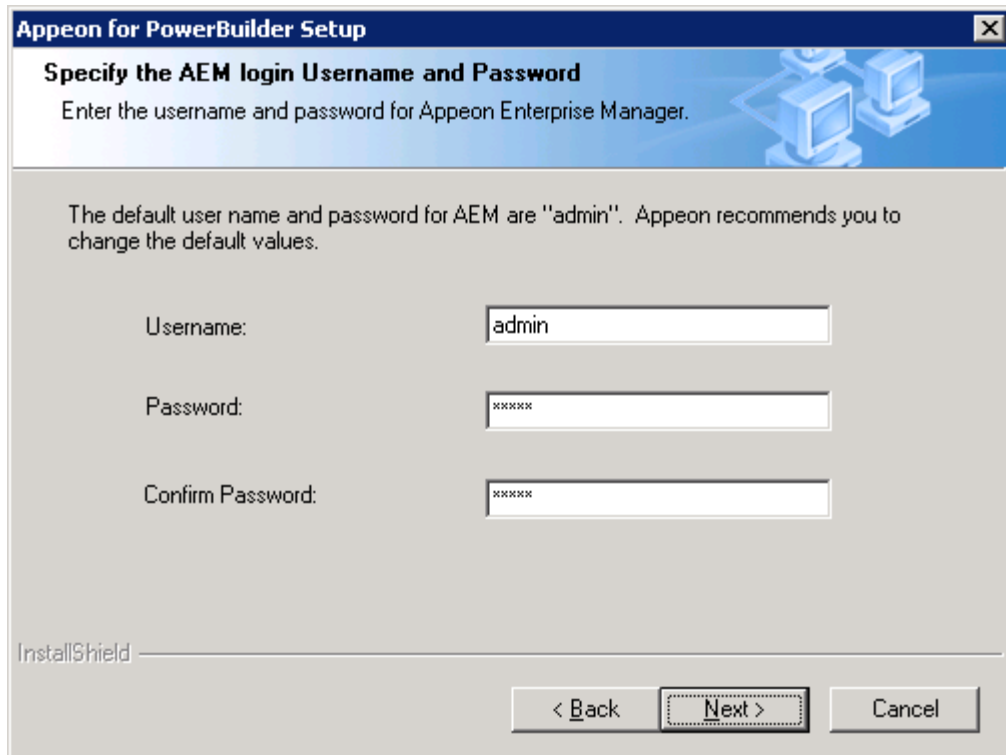 Appeon for PowerBuilder Setup
Specify the AEM login Username and Password
Enter the username and password for Appeon Enterprise Manager.
The default user name and password for AEM are "admin".  Appeon recommends you to
change the default values.
Username:
admin
Password:
*****
Confirm Password:
*****
InstallShield
< Back
Next >
Cancel